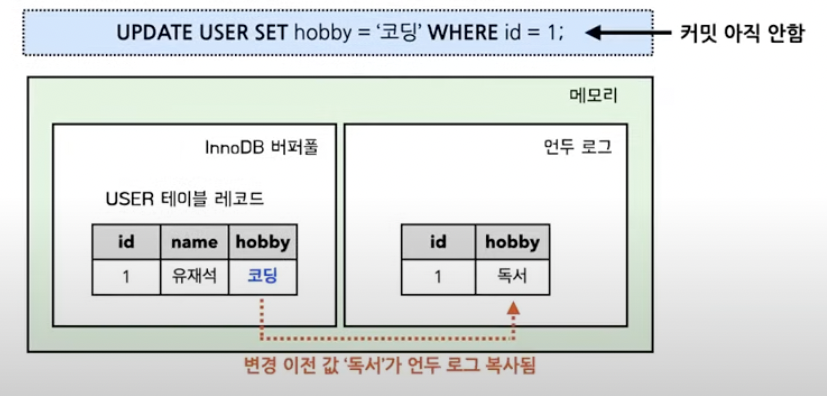 UPDATE USER SET hobby = ‘코딩’ WHERE id = 1;
커밋 아직 안함
메모리
InnoDB 버퍼풀
언두 로그
USER 테이블 레코드
id name hobby
1 유재석 코딩
id hobby
1 독서
변경 이전 값 ‘독서’가 언두 로그 복사됨